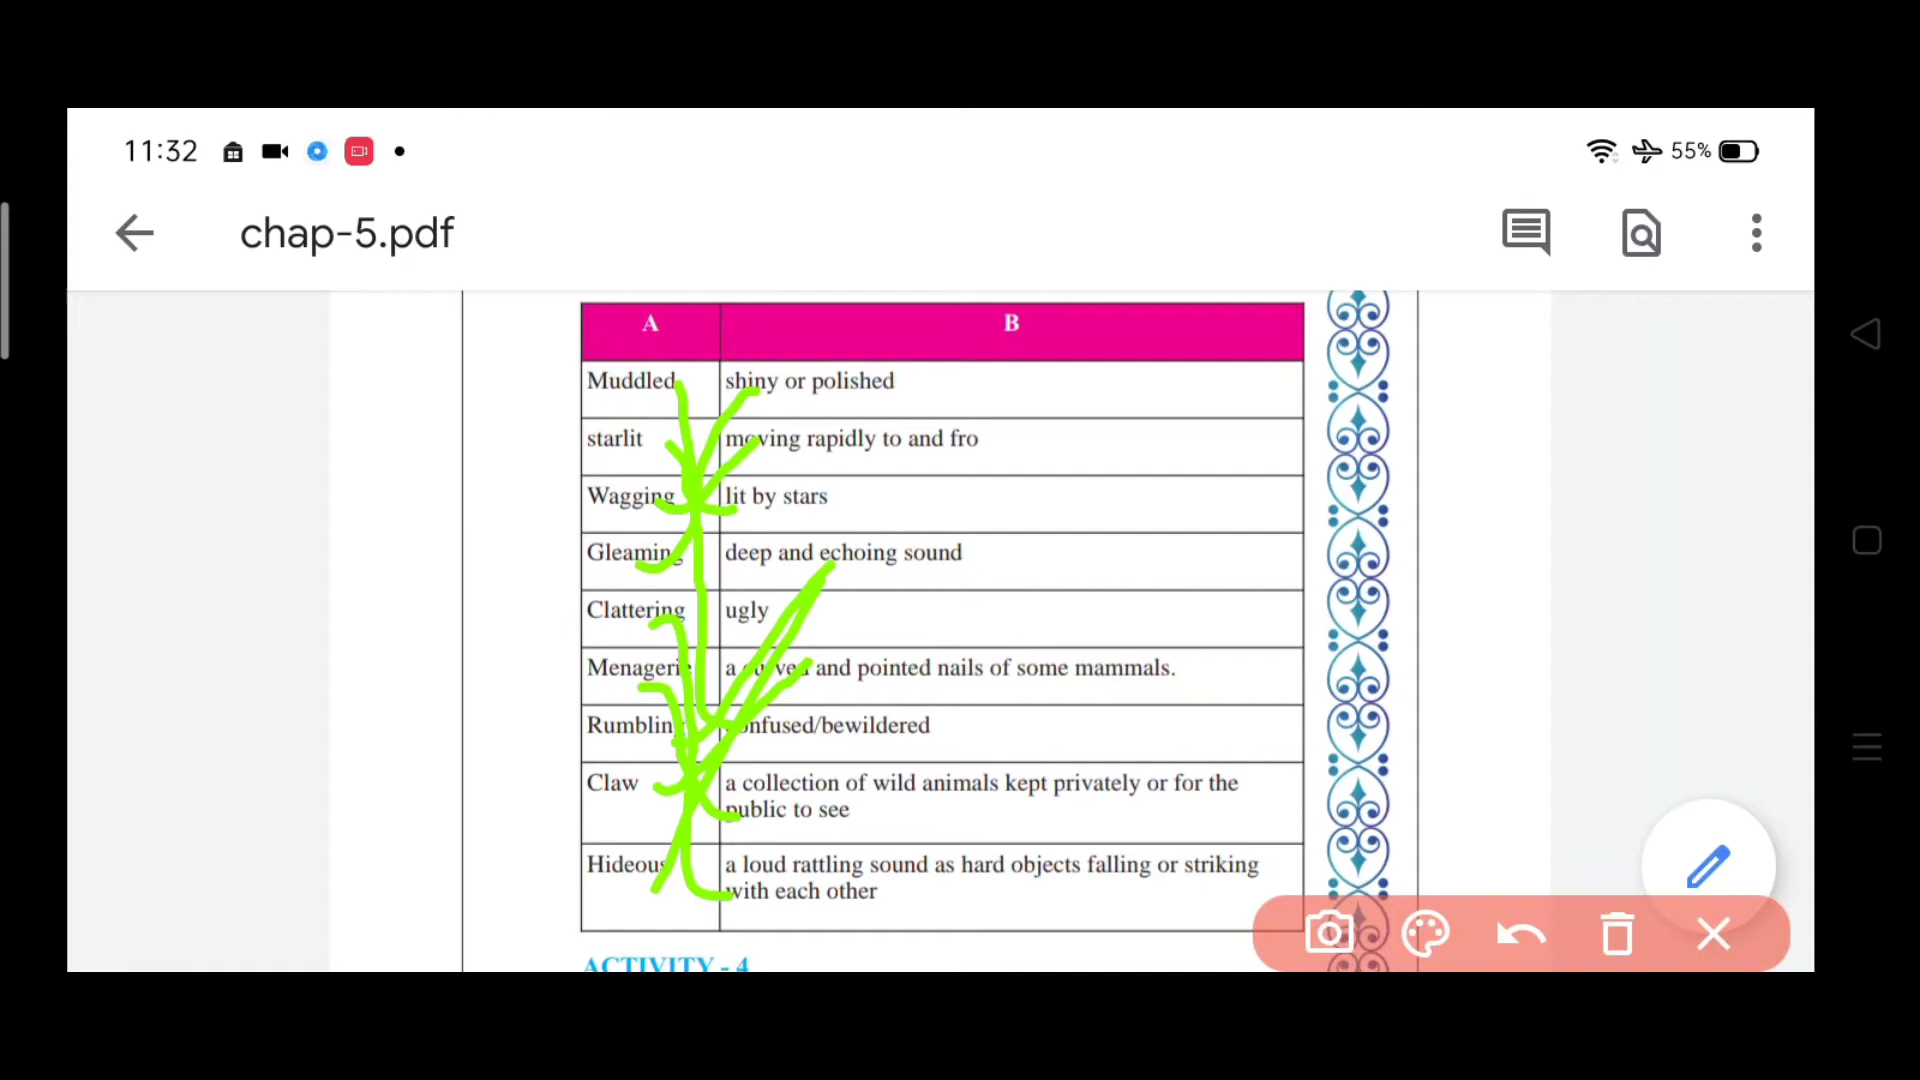 11:32
55%
chap-5.pdf
A B
Muddled shiny or polished
starlit moving rapidly to and fro
Wagging lit by stars
Gleaming deep and echoing sound
Clattering ugly
Menagerie a curved and pointed nails of some mammals.
Rumbling confused/bewildered
Claw a collection of wild animals kept privately or for the
public to see
Hideous a loud rattling sound as hard objects falling or striking
with each other
ACTIVITY - 4